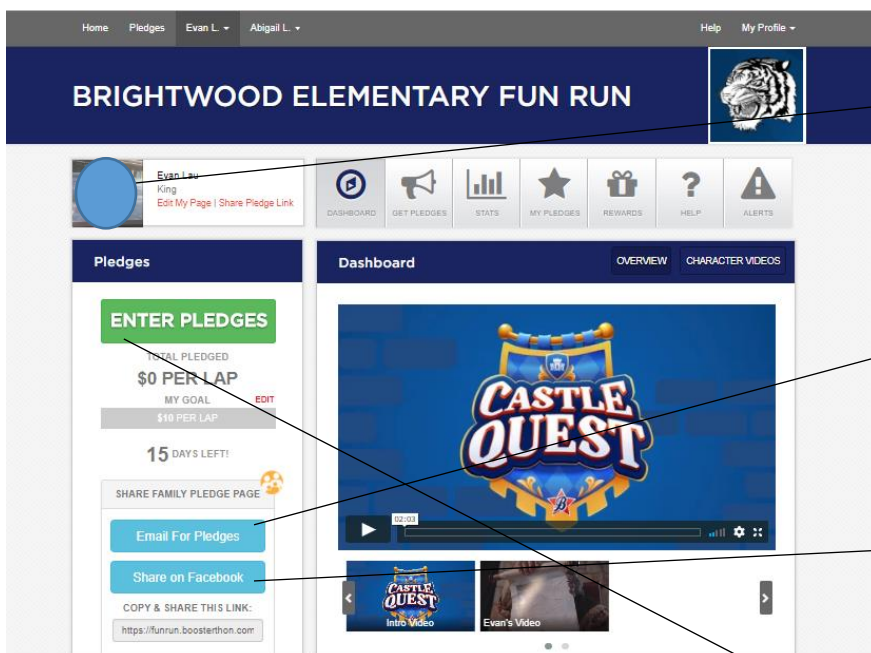 Home Pledges Evan L. Abigail L. Help My Profile
BRIGHTWOOD ELEMENTARY FUN RUN
Evan Lau
King
Edit My Page | Share Pledge Link
DASHBOARD GET PLEDGES STATS MY PLEDGES REWARDS HELP ALERTS
Pledges
Dashboard OVERVIEW CHARACTER VIDEOS
ENTER PLEDGES
TOTAL PLEDGED
$0 PER LAP
MY GOAL EDIT
$10 PER LAP
15 DAYS LEFT!
SHARE FAMILY PLEDGE PAGE
Email For Pledges
Share on Facebook
COPY & SHARE THIS LINK:
https://funrun.boosterthon.com
CASTLE
QUEST
B
02:03
CASTLE
QUEST
Intro Video
Evan's Video